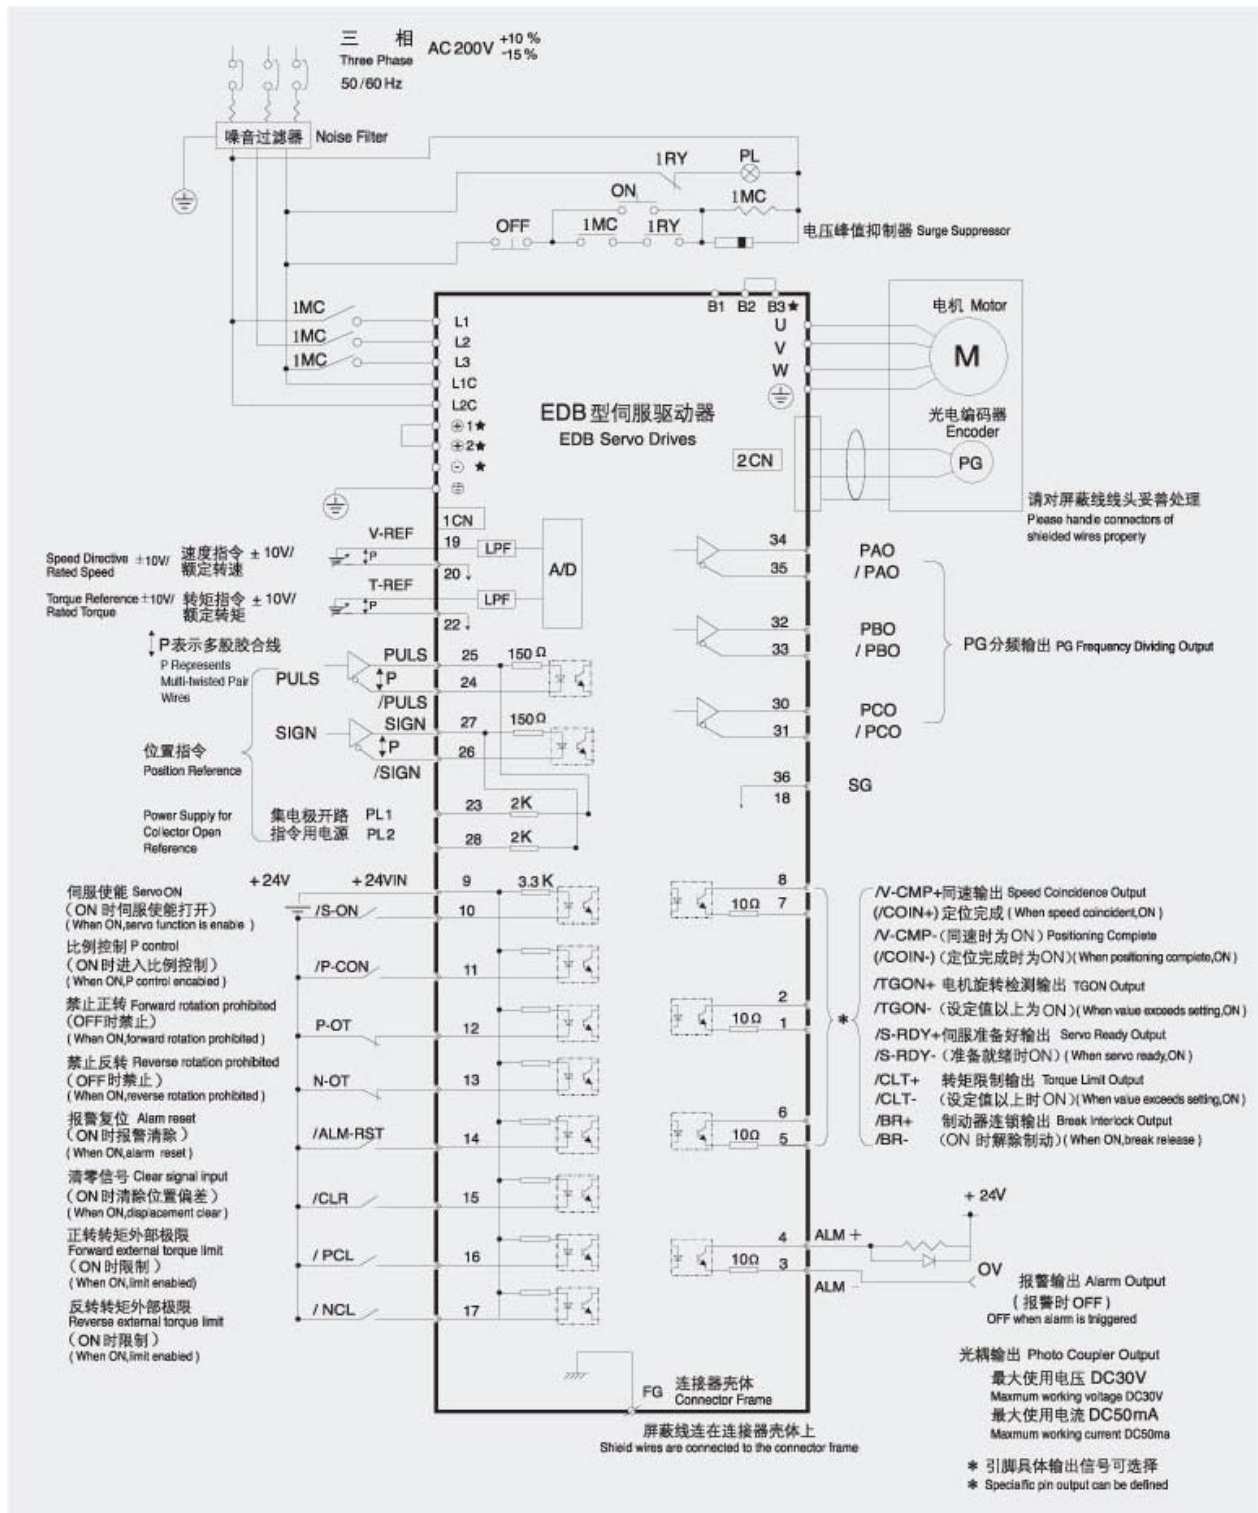 三 相 AC 200V +10 % -15 %
Three Phase
50/60 Hz
噪音过滤器 Noise Filter
1RY PL
ON 1MC
OFF 1MC 1RY
电压峰值抑制器 Surge Suppressor
1MC
1MC
1MC
L1
L2
L3
L1C
L2C
⊕1★
⊕2★
⊖ ★
B1 B2 B3★
U
V
W
EDB型伺服驱动器
EDB Servo Drives
电机 Motor
M
光电编码器
Encoder
PG
2CN
请对屏蔽线线头妥善处理
Please handle connectors of
shielded wires properly
1CN
V-REF 19 LPF
Speed Directive ±10V/ 速度指令 ± 10V/
Rated Speed 额定转速
P
20
A/D
T-REF LPF
Torque Reference ±10V/ 转矩指令 ± 10V/
Rated Torque 额定转矩
P
22
P表示多股胶合线
P Represents
Multi-twisted Pair
Wires
PULS PULS 25 150 Ω
P 24
/PULS
SIGN SIGN 27 150Ω
P 26
/SIGN
位置指令
Position Reference
Power Supply for
Collector Open
Reference
集电极开路 PL1 23 2K
指令用电源 PL2 28 2K
34 PAO
35 / PAO
32 PBO
33 / PBO
30 PCO
31 / PCO
PG分频输出 PG Frequency Dividing Output
36 SG
18
+24V +24VIN 9 3.3 K
伺服使能 Servo ON
(ON 时伺服使能打开) /S-ON 10
( When ON,servo function is enable )
比例控制 P control
(ON时进入比例控制) /P-CON 11
( When ON,P control encabled )
禁止正转 Forward rotation prohibited
(OFF时禁止) P-OT 12
( When ON,forward rotation prohibited )
禁止反转 Reverse rotation prohibited
(OFF时禁止) N-OT 13
( When ON,reverse rotation prohibited )
报警复位 Alam reset
(ON时报警清除) /ALM-RST 14
( When ON,alarm reset )
清零信号 Clear signal input
(ON时清除位置偏差) /CLR 15
( When ON,displacement clear )
正转转矩外部极限
Forward external torque limit
(ON时限制) / PCL 16
( When ON,limit enabled)
反转转矩外部极限
Reverse external torque limit
/ NCL 17
(ON时限制)
( When ON,limit enabled )
8
10Ω 7
2
10Ω 1
6
10Ω 5
4 ALM +
10Ω 3
ALM -
*
/V-CMP+同速输出 Speed Coincidence Output
(/COIN+) 定位完成 ( When speed coincident,ON )
/V-CMP-(同速时为ON) Positioning Complete
(/COIN-) (定位完成时为ON)( When positioning complete,ON)
/TGON+ 电机旋转检测输出 TGON Output
/TGON- (设定值以上为ON)( When value exceeds setting,ON )
/S-RDY+伺服准备好输出 Servo Ready Output
/S-RDY- (准备就绪时ON) ( When servo ready,ON )
/CLT+ 转矩限制输出 Torque Limit Output
/CLT- (设定值以上时ON)( When value exceeds setting,ON )
/BR+ 制动器连锁输出 Break Interlock Output
/BR- (ON 时解除制动)( When ON,break release )
+ 24V
OV
报警输出 Alarm Output
(报警时OFF)
OFF when alarm is tniggered
光耦输出 Photo Coupler Output
最大使用电压 DC30V
Maxmum working voltage DC30V
最大使用电流 DC50mA
Maxmum working current DC50ma
FG
连接器壳体
Connector Frame
屏蔽线连在连接器壳体上
Shield wires are connected to the connector frame
* 引脚具体输出信号可选择
* Specialfic pin output can be defined